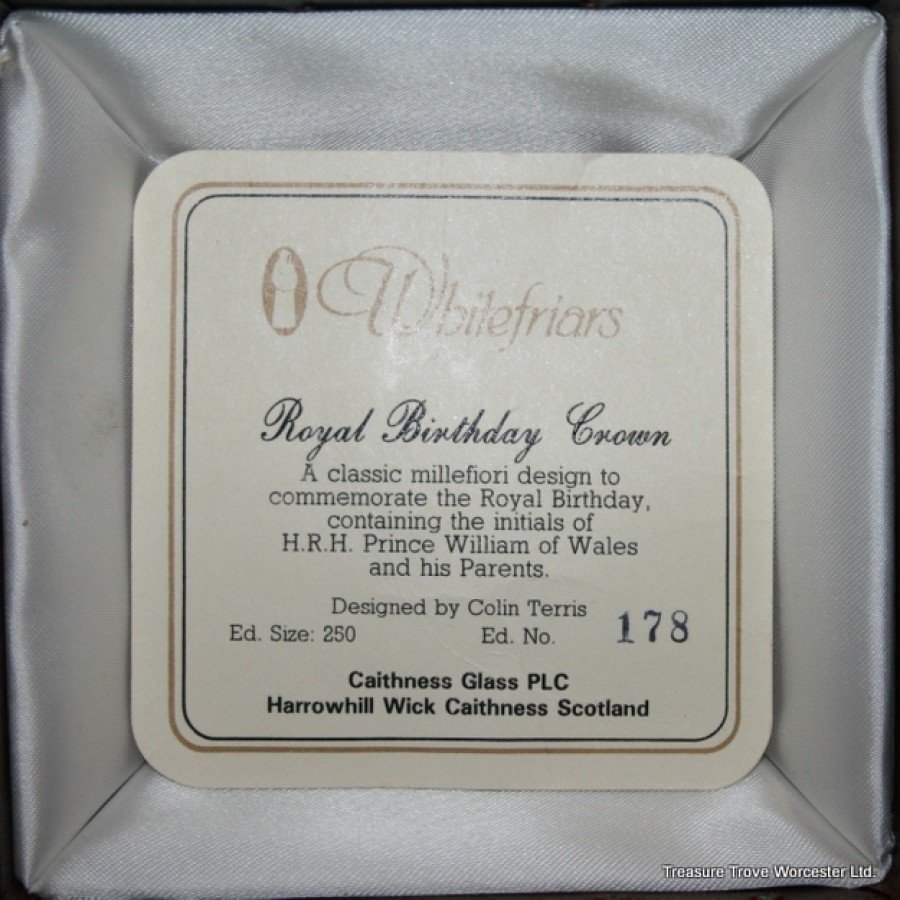 Whitefriars
Royal Birthday Crown
A classic millefiori design to
commemorate the Royal Birthday,
containing the initials of
H.R.H. Prince William of Wales
and his Parents.
Designed by Colin Terris
Ed. Size: 250 Ed. No. 178
Caithness Glass PLC
Harrowhill Wick Caithness Scotland
Treasure Trove Worcester Ltd.